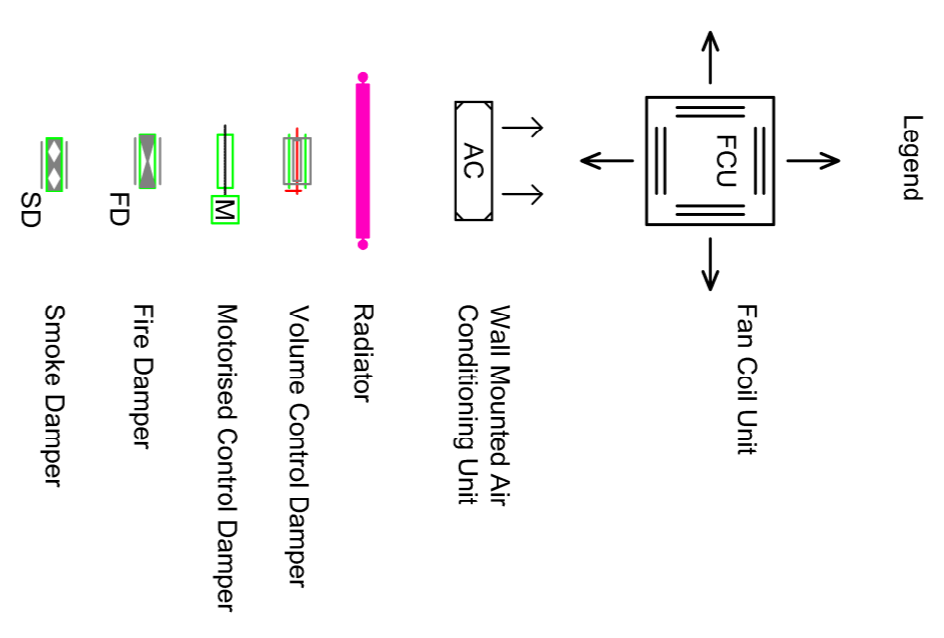 Legend
FCU
Fan Coil Unit
AC
Wall Mounted Air
Conditioning Unit
Radiator
Volume Control Damper
M
Motorised Control Damper
FD
Fire Damper
SD
Smoke Damper